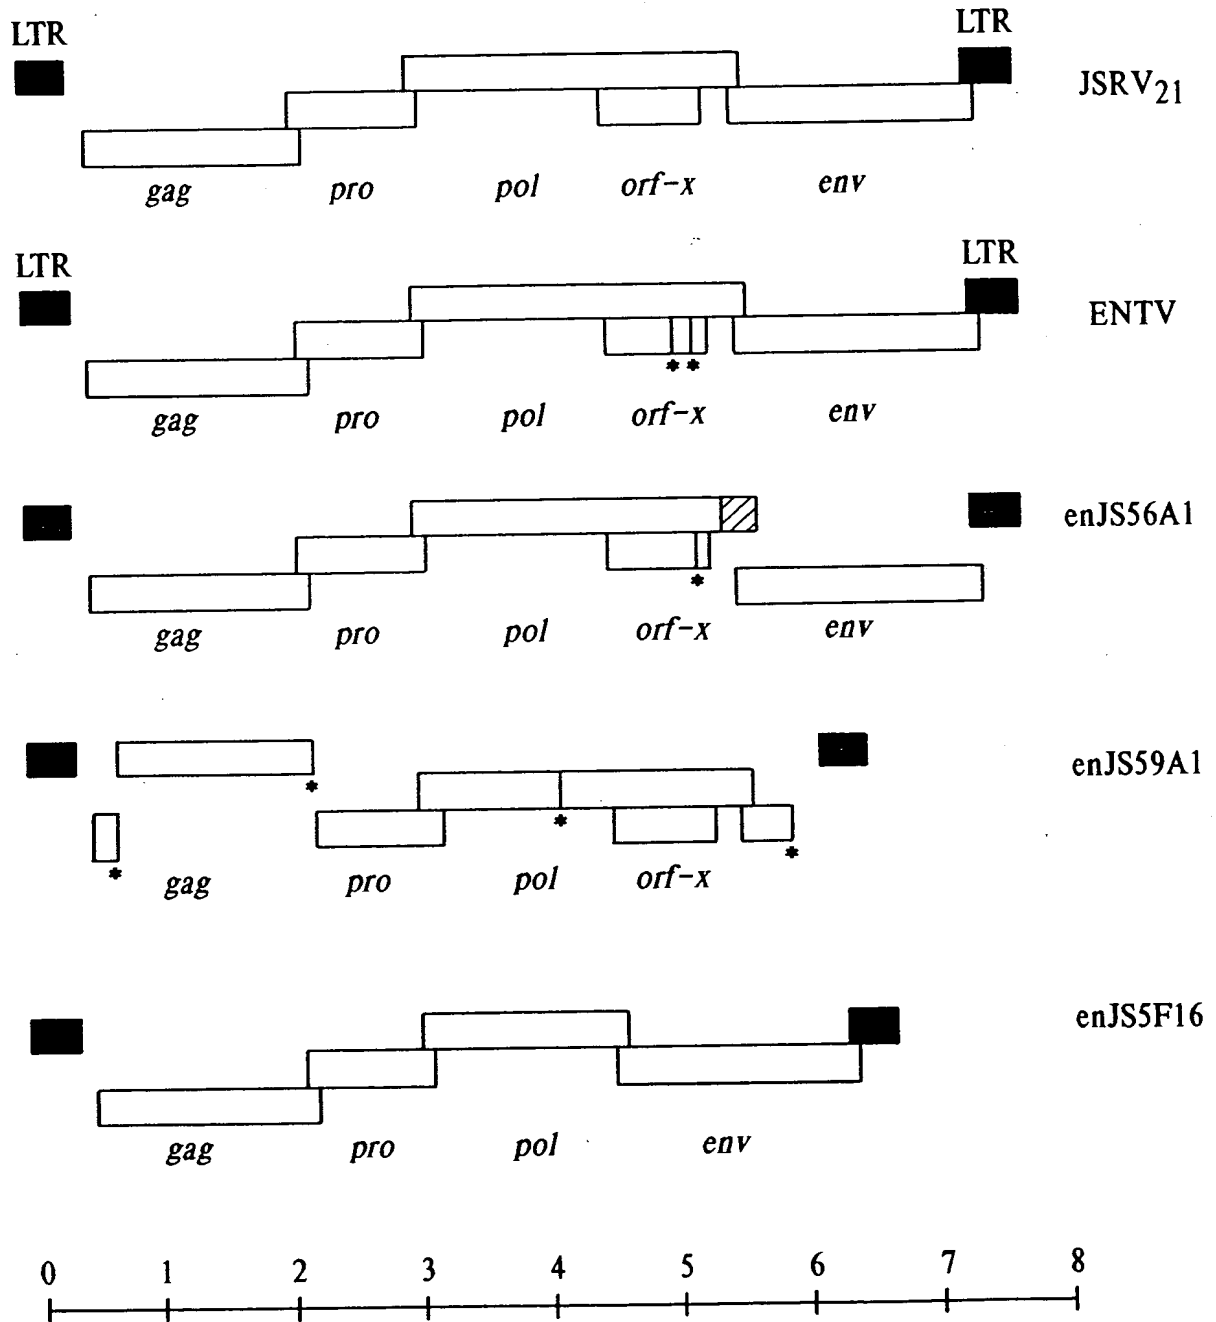 LTR LTR
JSRV21
gag pro pol orf-x env
LTR LTR
ENTV
* *
gag pro pol orf-x env
enJS56A1
*
gag pro pol orf-x env
enJS59A1
*
*
* *
gag pro pol orf-x
enJS5F16
gag pro pol env
0 1 2 3 4 5 6 7 8